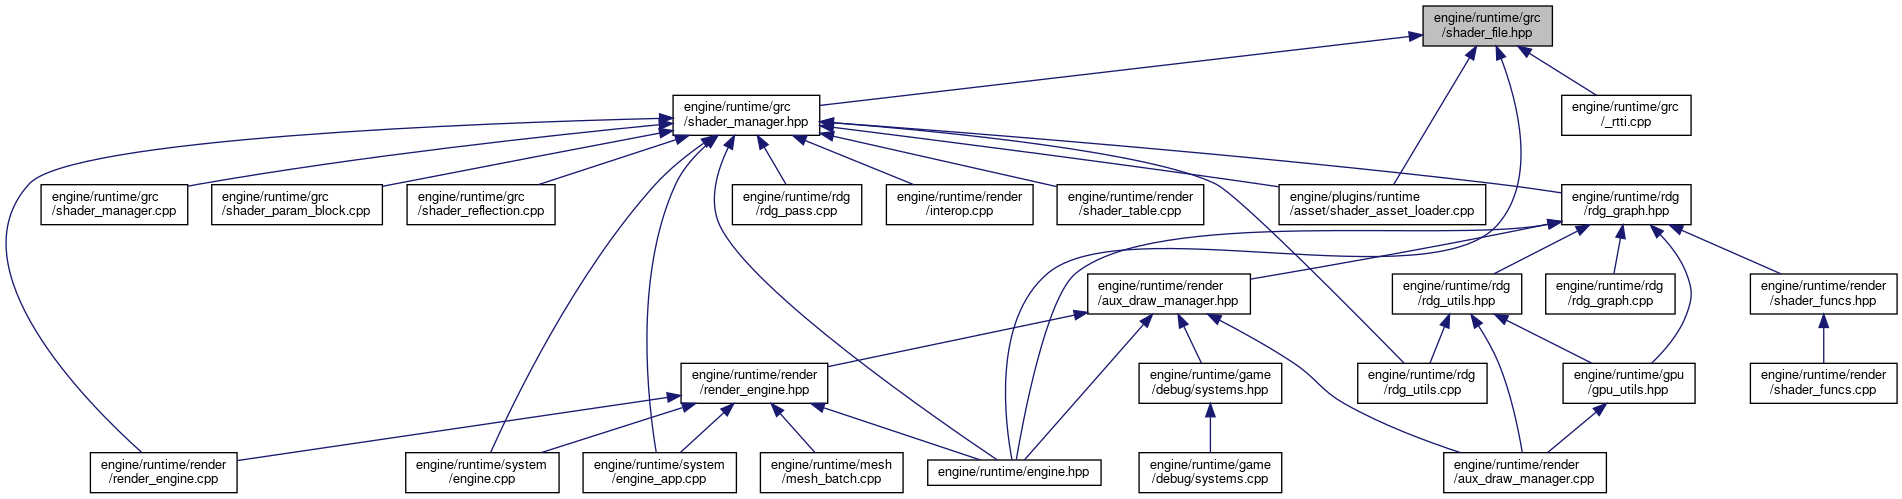 engine/runtime/grc
/shader_file.hpp
engine/runtime/grc
/shader_manager.hpp
engine/runtime/grc
/_rtti.cpp
engine/runtime/grc
/shader_manager.cpp
engine/runtime/grc
/shader_param_block.cpp
engine/runtime/grc
/shader_reflection.cpp
engine/runtime/rdg
/rdg_pass.cpp
engine/runtime/render
/interop.cpp
engine/runtime/render
/shader_table.cpp
engine/plugins/runtime
/asset/shader_asset_loader.cpp
engine/runtime/rdg
/rdg_graph.hpp
engine/runtime/render
/aux_draw_manager.hpp
engine/runtime/rdg
/rdg_utils.hpp
engine/runtime/rdg
/rdg_graph.cpp
engine/runtime/render
/shader_funcs.hpp
engine/runtime/render
/render_engine.hpp
engine/runtime/game
/debug/systems.hpp
engine/runtime/rdg
/rdg_utils.cpp
engine/runtime/gpu
/gpu_utils.hpp
engine/runtime/render
/shader_funcs.cpp
engine/runtime/render
/render_engine.cpp
engine/runtime/system
/engine.cpp
engine/runtime/system
/engine_app.cpp
engine/runtime/mesh
/mesh_batch.cpp
engine/runtime/engine.hpp
engine/runtime/game
/debug/systems.cpp
engine/runtime/render
/aux_draw_manager.cpp